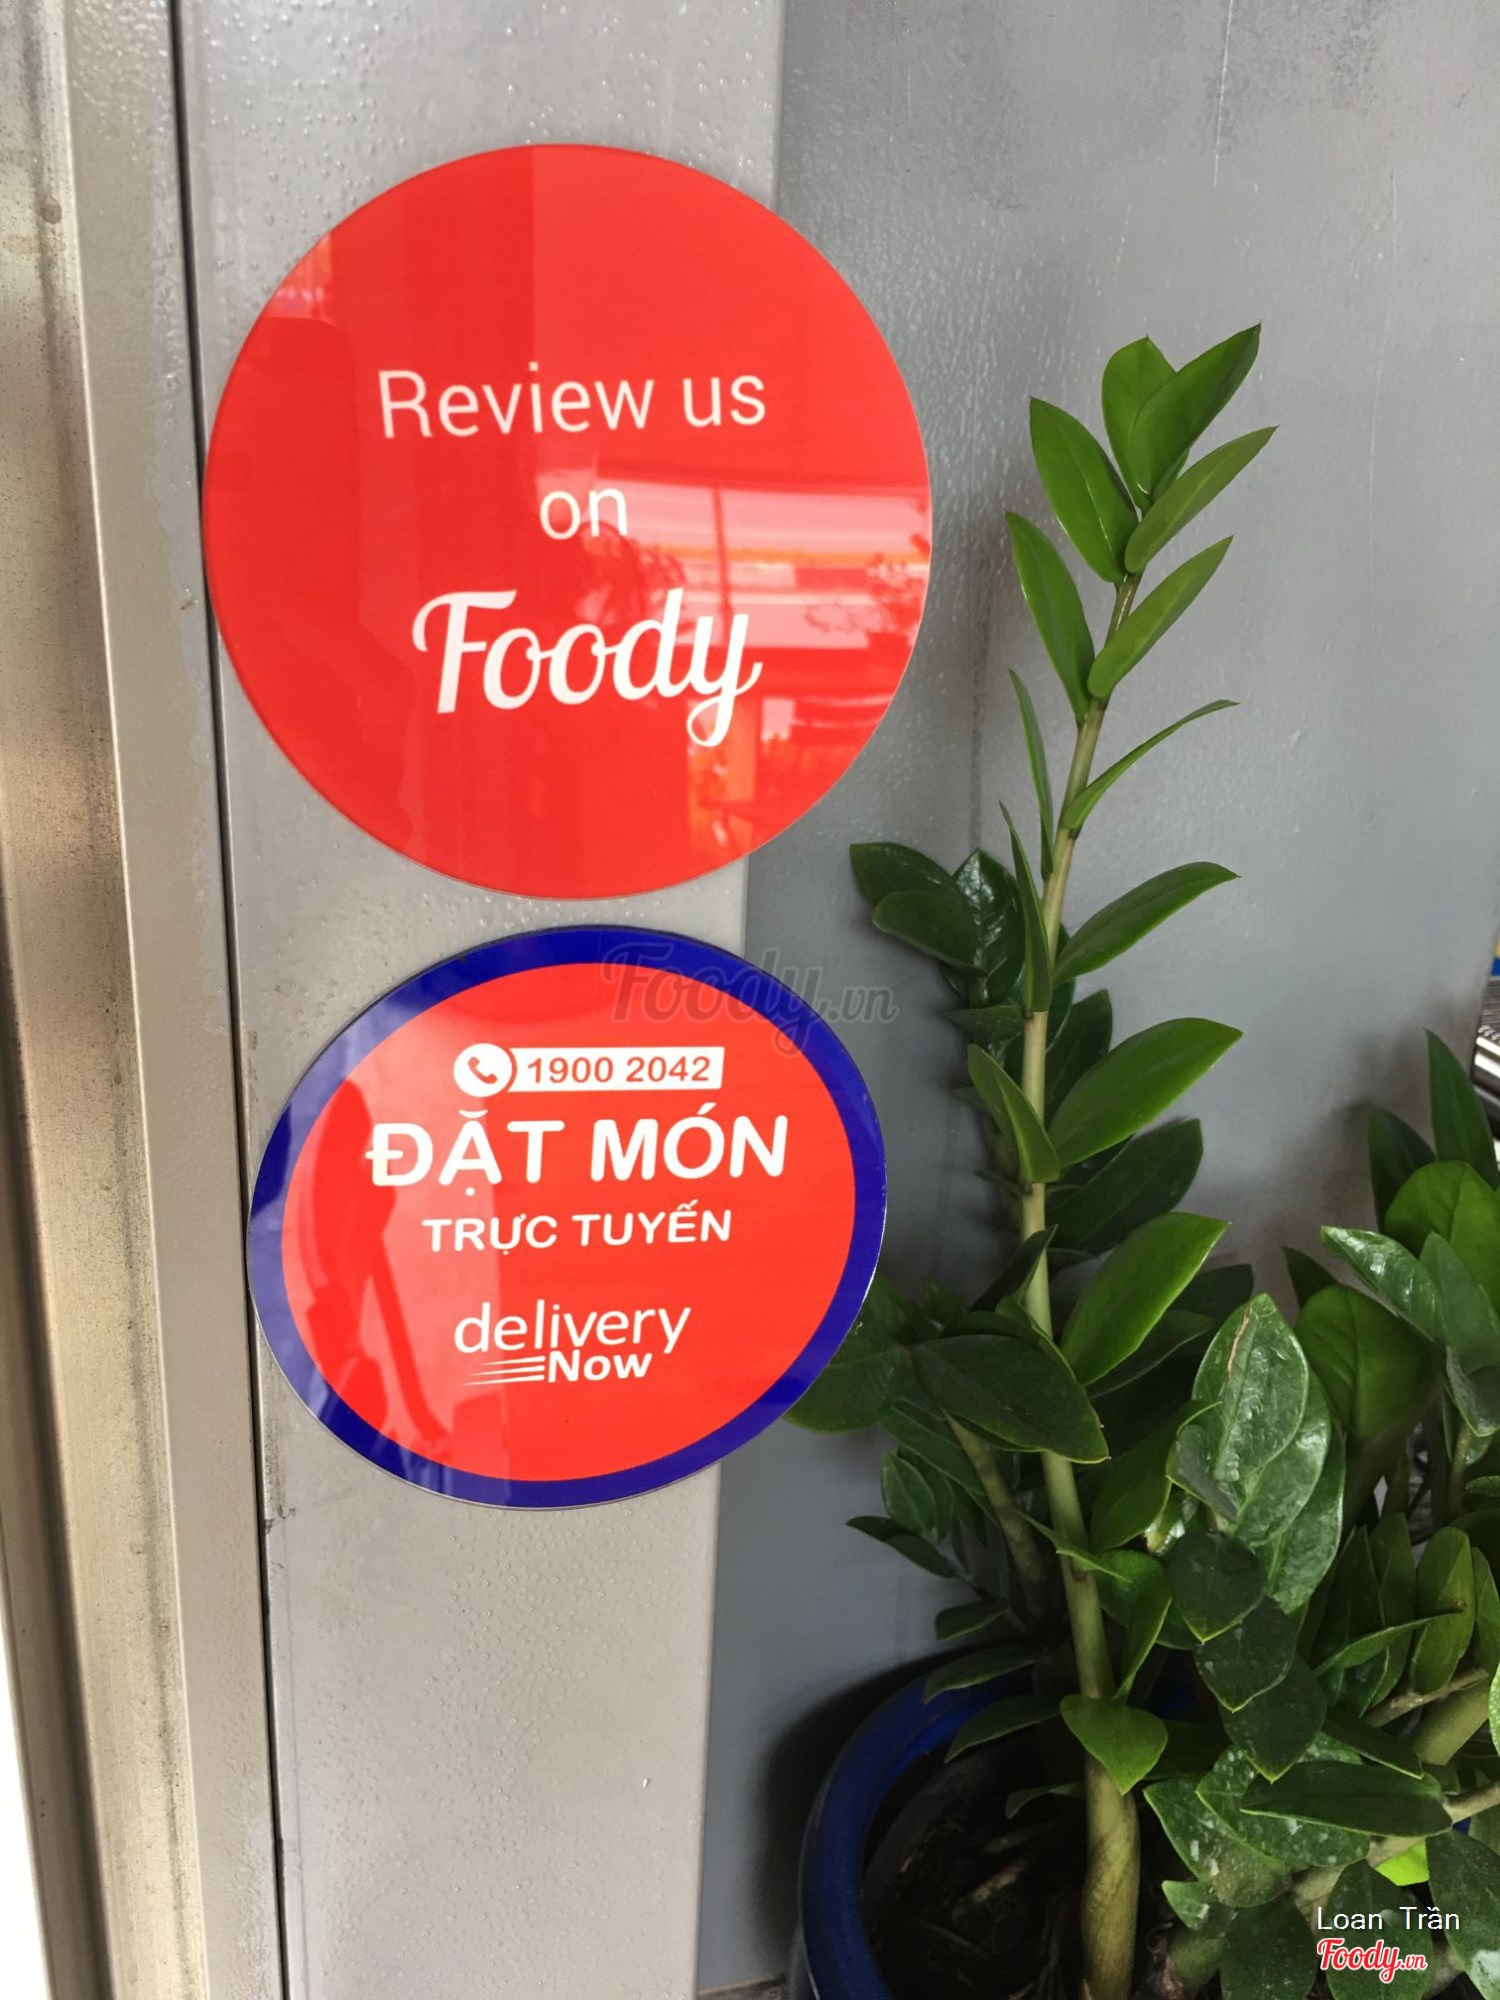 Review us
on
Foody
Foody.vn
1900 2042
ĐẶT MÓN
TRỰC TUYẾN
delivery
Now
Loan Trần
Foody.vn